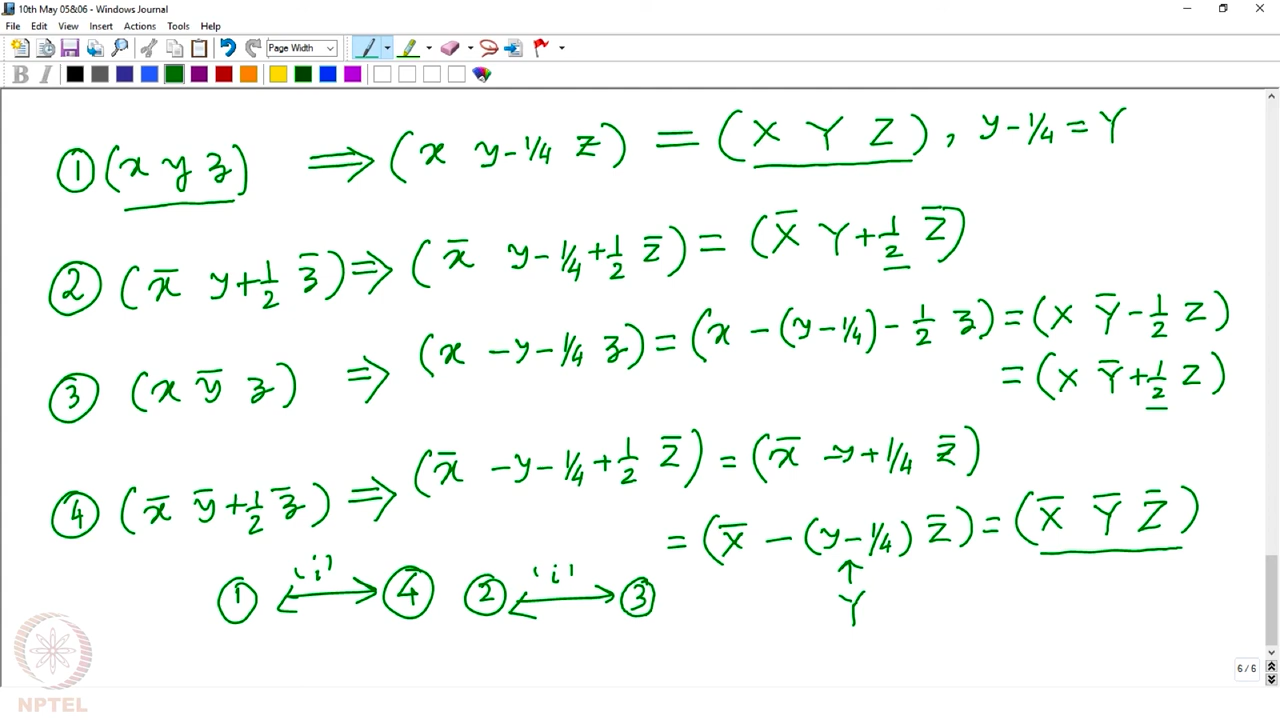 10th May 05&06 - Windows Journal
File Edit View Insert Actions Tools Help
Page Width
B I
① (x y z) ⟹ (x y-1/4 z) = (X Y Z), y-1/4 = Y
② (x̄ y+1/2 z̄) ⟹ (x̄ y-1/4+1/2 z̄) = (X̄ Y+1/2 Z̄)
③ (x ȳ z) ⟹ (x -y-1/4 z) = (x -(y-1/4)-1/2 z) = (X Ȳ-1/2 Z)
= (X Ȳ+1/2 Z)
④ (x̄ ȳ+1/2 z̄) ⟹ (x̄ -y-1/4+1/2 z̄) = (x̄ -y+1/4 z̄)
= (x̄ -(y-1/4) z̄) = (X̄ Ȳ Z̄)
↑
Y
① ⟷ 'i' ④ ② ⟷ 'i' ③
6 / 6
NPTEL